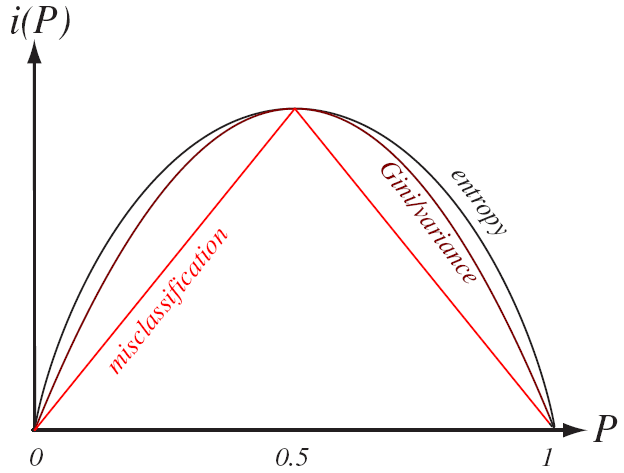 i(P)
entropy
Gini/variance
misclassification
P
0
0.5
1